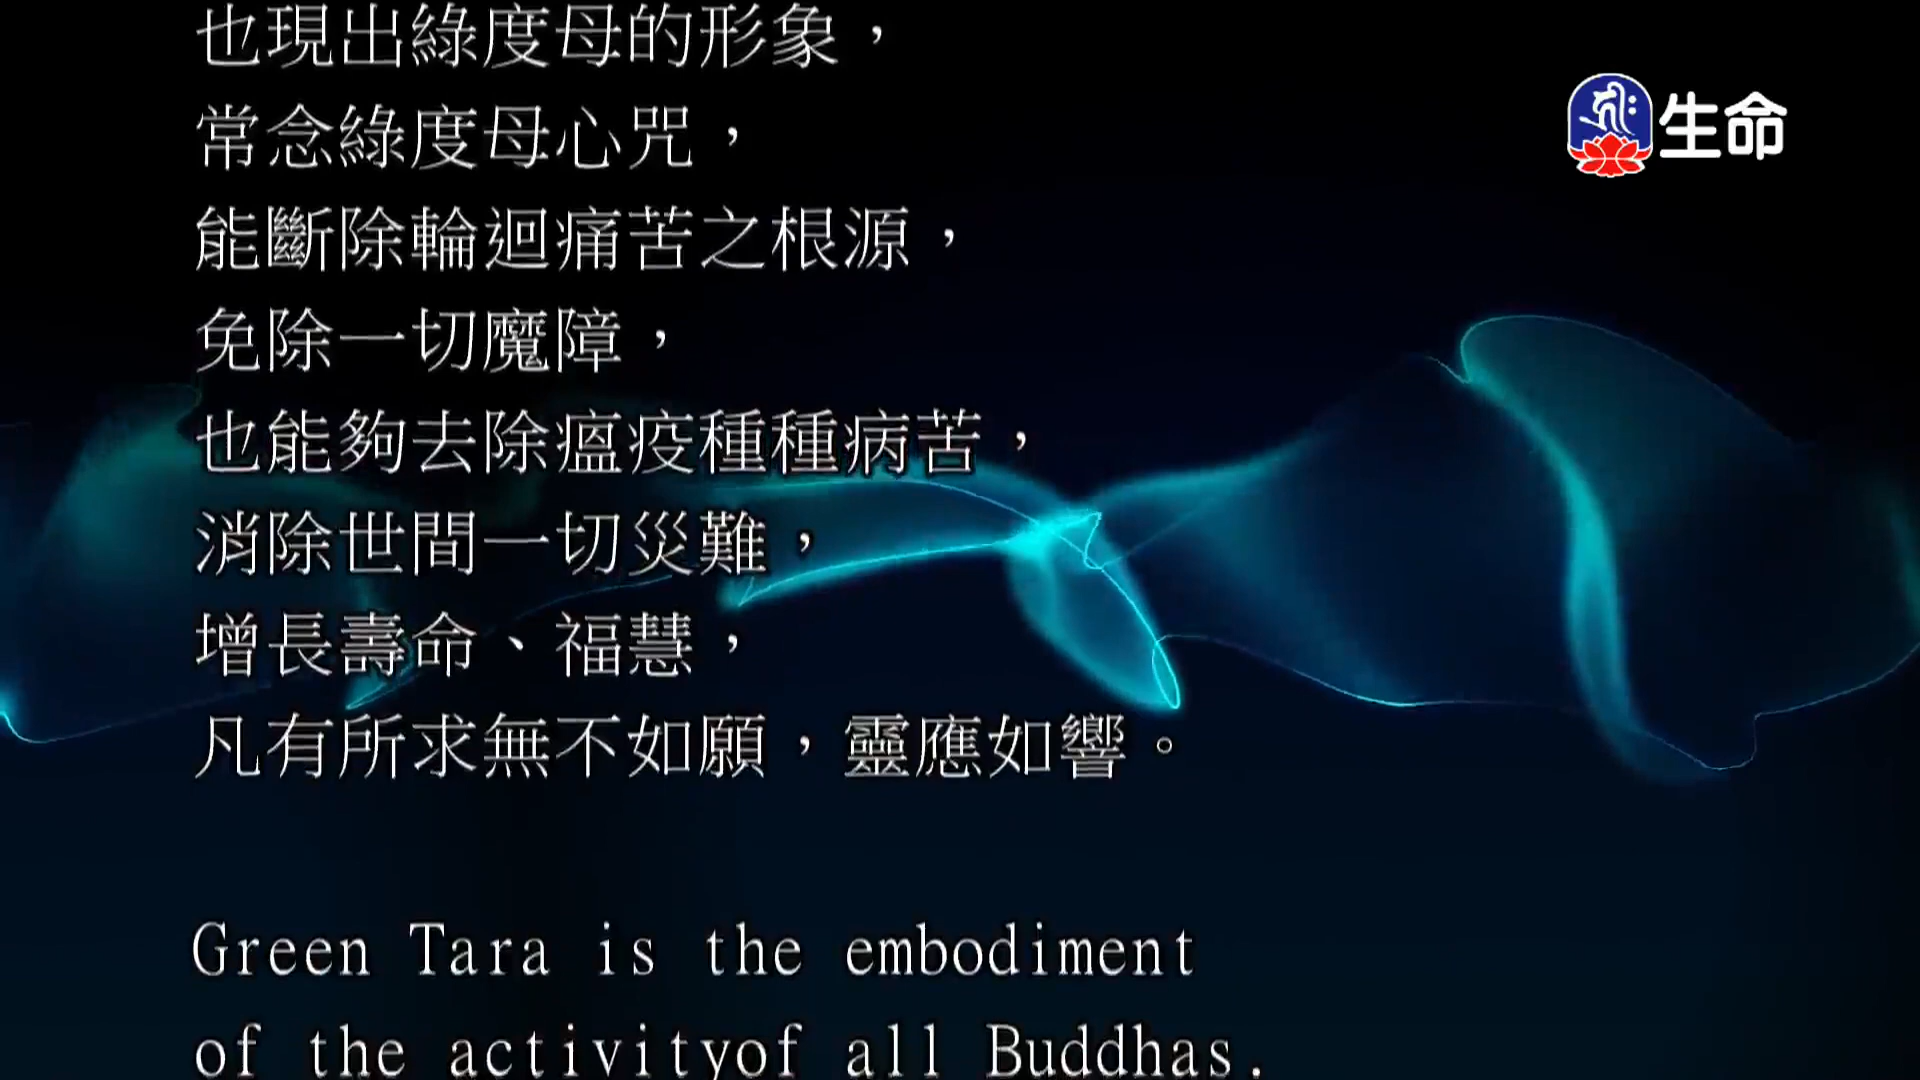 也現出綠度母的形象，
生命
常念綠度母心咒，
能斷除輪迴痛苦之根源，
免除一切魔障，
也能夠去除瘟疫種種病苦，
消除世間一切災難，
增長壽命、福慧，
凡有所求無不如願，靈應如響。
Green Tara is the embodiment
of the activityof all Buddhas.